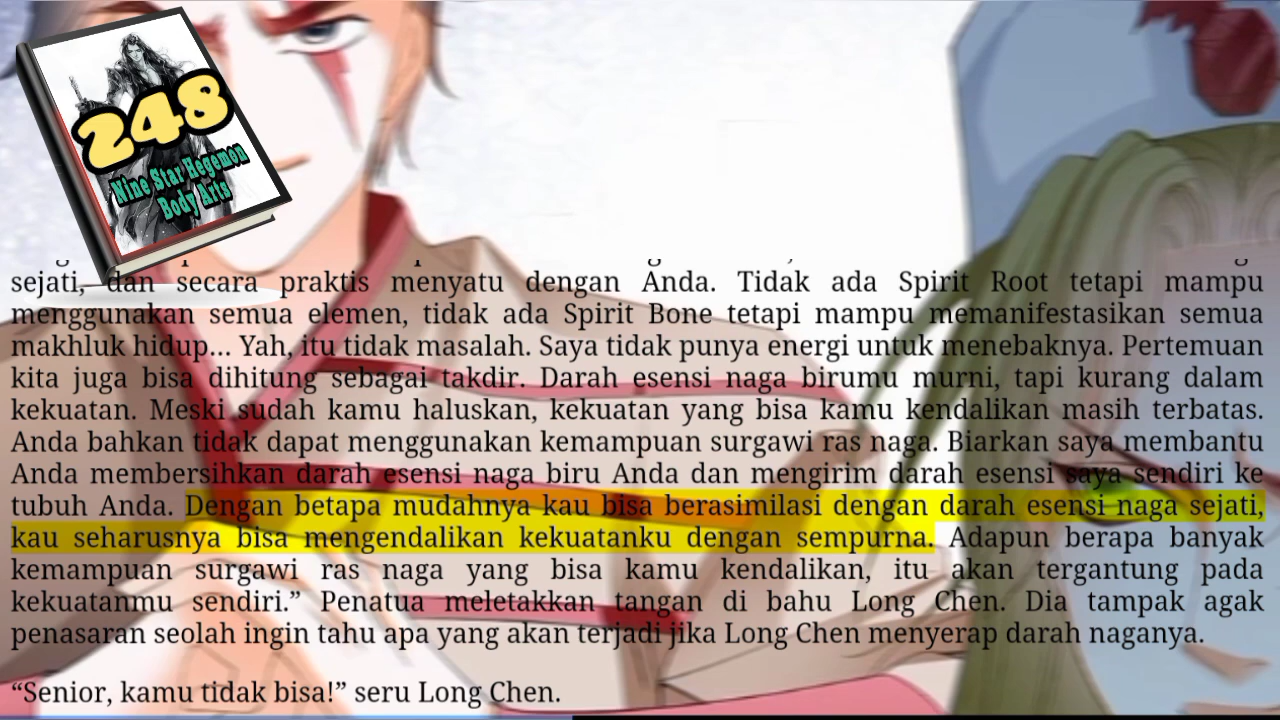 248
Nine Star Hegemon
Body Arts
sejati, dan secara praktis menyatu dengan Anda. Tidak ada Spirit Root tetapi mampu
menggunakan semua elemen, tidak ada Spirit Bone tetapi mampu memanifestasikan semua
makhluk hidup... Yah, itu tidak masalah. Saya tidak punya energi untuk menebaknya. Pertemuan
kita juga bisa dihitung sebagai takdir. Darah esensi naga birumu murni, tapi kurang dalam
kekuatan. Meski sudah kamu haluskan, kekuatan yang bisa kamu kendalikan masih terbatas.
Anda bahkan tidak dapat menggunakan kemampuan surgawi ras naga. Biarkan saya membantu
Anda membersihkan darah esensi naga biru Anda dan mengirim darah esensi saya sendiri ke
tubuh Anda. Dengan betapa mudahnya kau bisa berasimilasi dengan darah esensi naga sejati,
kau seharusnya bisa mengendalikan kekuatanku dengan sempurna. Adapun berapa banyak
kemampuan surgawi ras naga yang bisa kamu kendalikan, itu akan tergantung pada
kekuatanmu sendiri.” Penatua meletakkan tangan di bahu Long Chen. Dia tampak agak
penasaran seolah ingin tahu apa yang akan terjadi jika Long Chen menyerap darah naganya.
“Senior, kamu tidak bisa!” seru Long Chen.